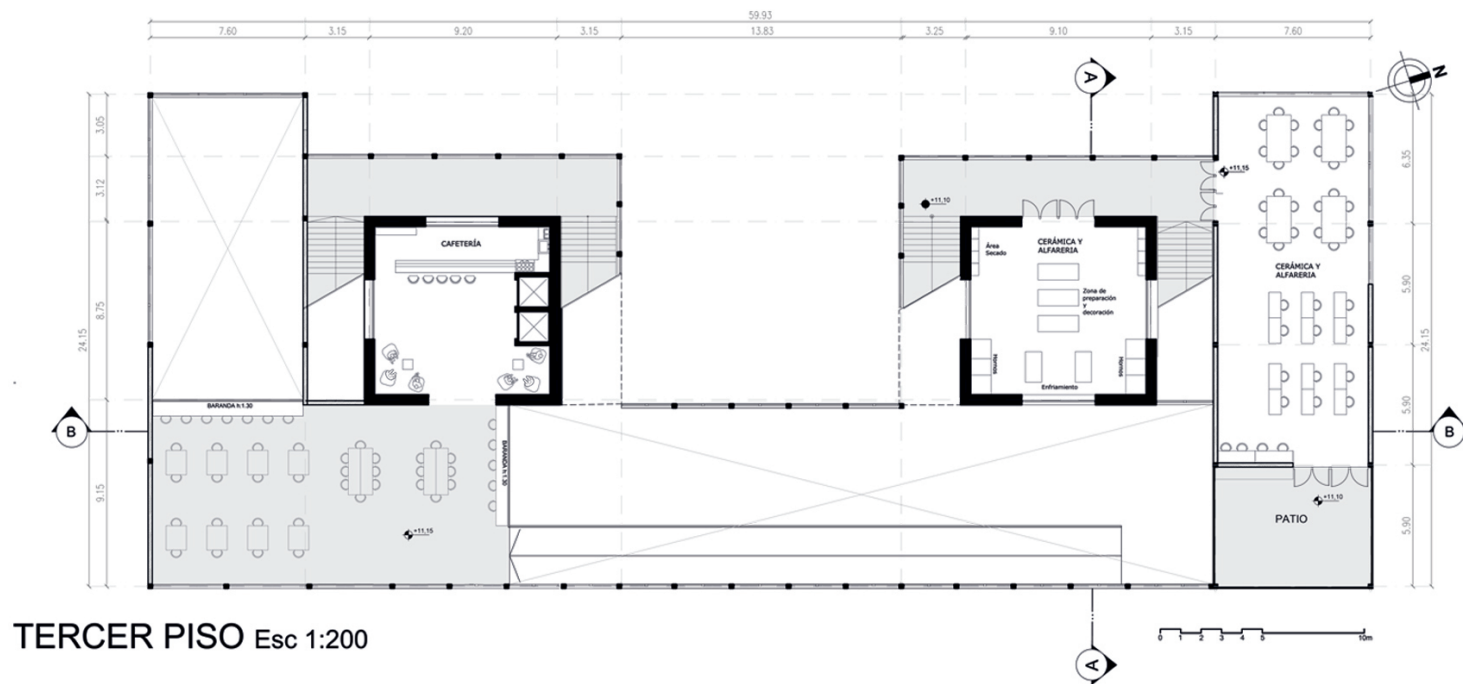 59.93
7.60
3.15
9.20
3.15
13.83
3.25
9.10
3.15
7.60
A
N
3.05
3.12
8.75
9.15
24.15
6.35
5.90
5.90
5.90
24.15
+11.15
+11.10
CAFETERÍA
Área
Secado
CERÁMICA Y
ALFARERIA
Zona de
preparación
y
decoración
Hornos
Hornos
Enfriamiento
CERÁMICA Y
ALFARERIA
BARANDA h:1.30
BARANDA h:1.30
B
B
+11.15
+11.10
PATIO
TERCER PISO Esc 1:200
0 1 2 3 4 5 10m
A